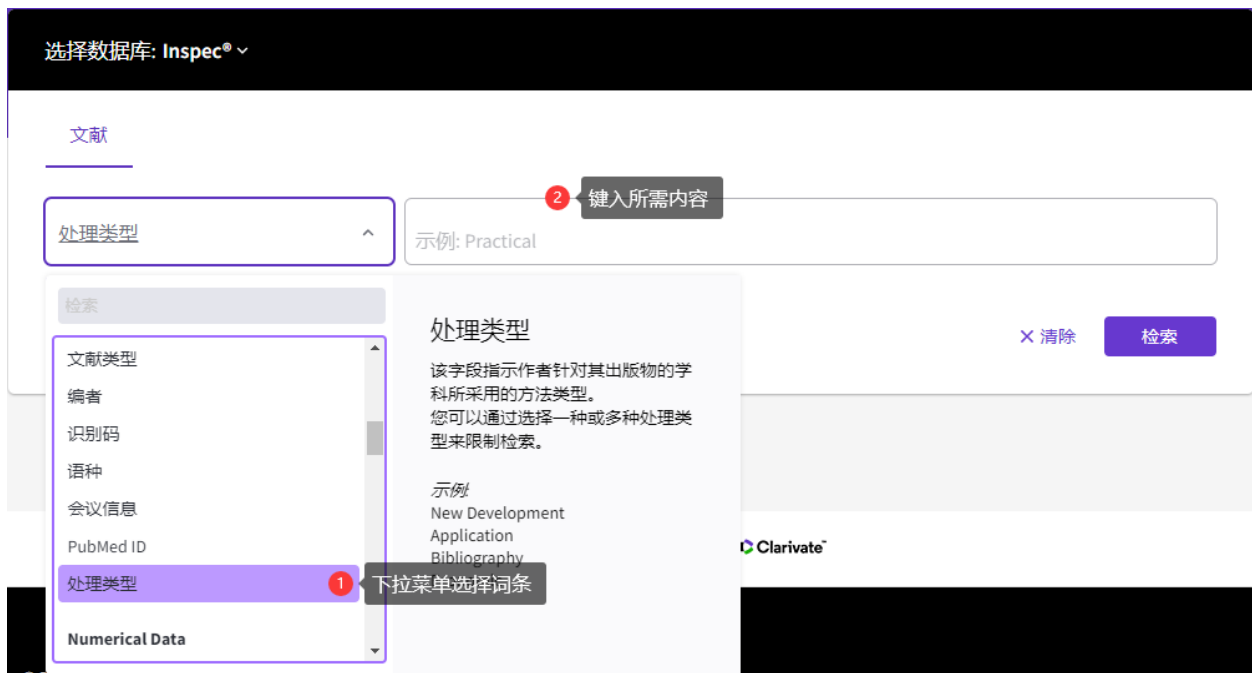 选择数据库: Inspec®
文献
2 键入所需内容
处理类型
示例: Practical
检索
文献类型
编者
识别码
语种
会议信息
PubMed ID
处理类型
1 下拉菜单选择词条
Numerical Data
处理类型
该字段指示作者针对其出版物的学
科所采用的方法类型。
您可以通过选择一种或多种处理类
型来限制检索。
示例:
New Development
Application
Bibliography
× 清除
检索
Clarivate™